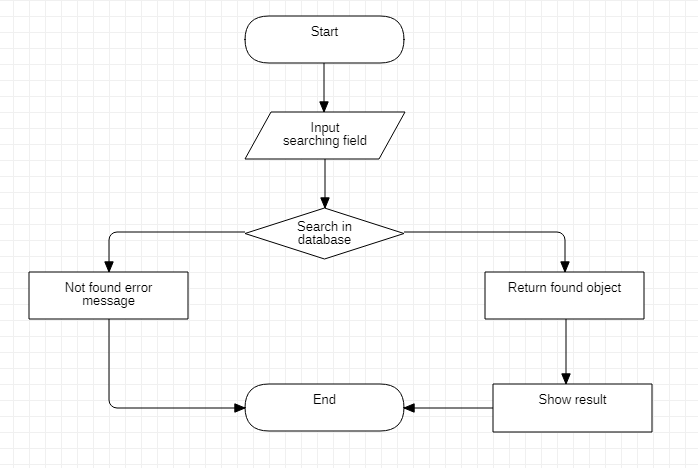 Start
Input
searching field
Search in
database
Not found error
message
Return found object
End
Show result